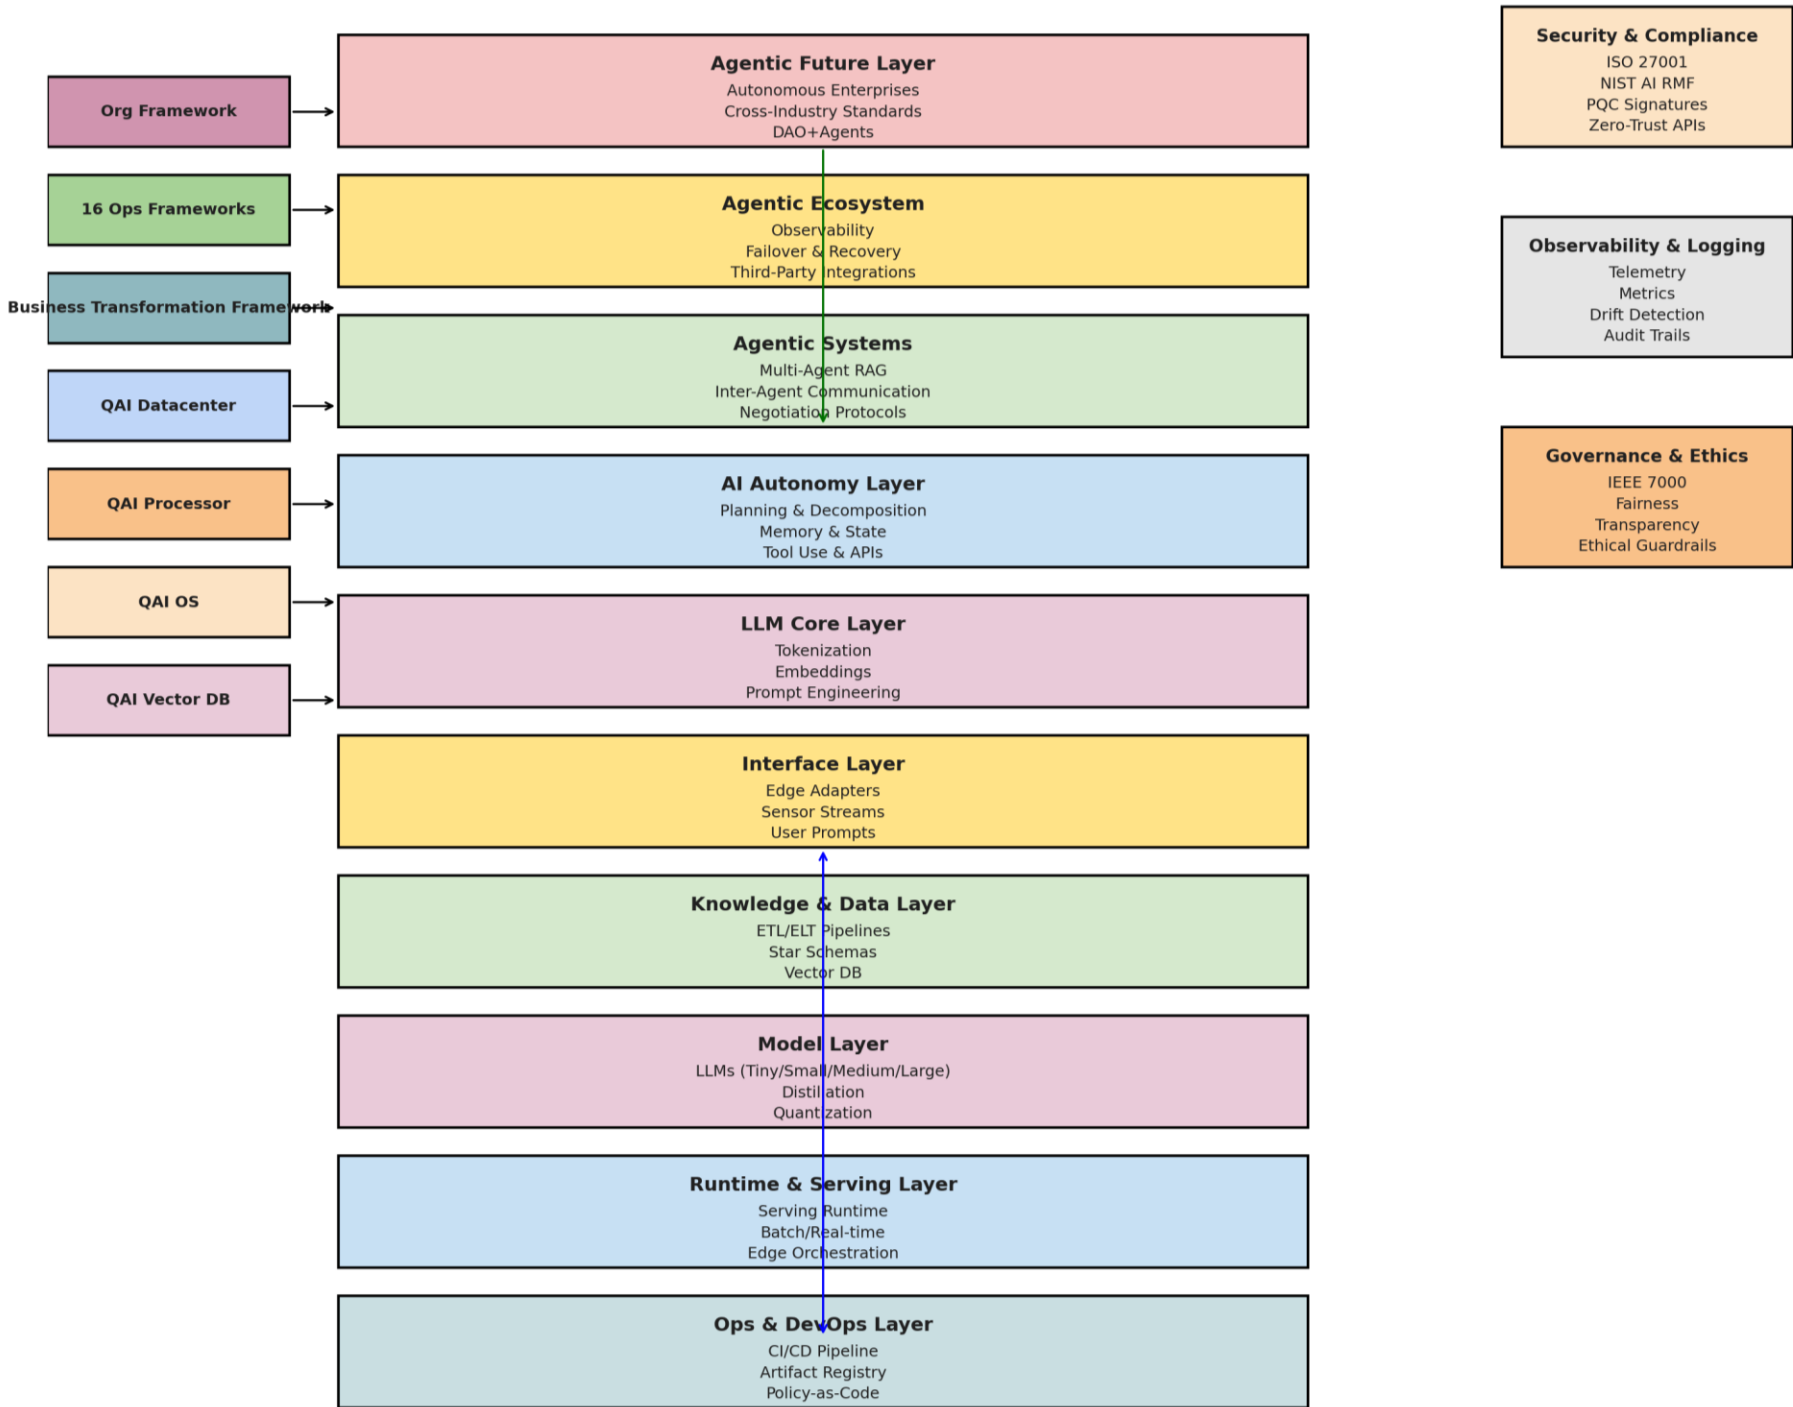 Org Framework
16 Ops Frameworks
Business Transformation Framework
QAI Datacenter
QAI Processor
QAI OS
QAI Vector DB
Agentic Future Layer
Autonomous Enterprises
Cross-Industry Standards
DAO+Agents
Agentic Ecosystem
Observability
Failover & Recovery
Third-Party Integrations
Agentic Systems
Multi-Agent RAG
Inter-Agent Communication
Negotiation Protocols
AI Autonomy Layer
Planning & Decomposition
Memory & State
Tool Use & APIs
LLM Core Layer
Tokenization
Embeddings
Prompt Engineering
Interface Layer
Edge Adapters
Sensor Streams
User Prompts
Knowledge & Data Layer
ETL/ELT Pipelines
Star Schemas
Vector DB
Model Layer
LLMs (Tiny/Small/Medium/Large)
Distillation
Quantization
Runtime & Serving Layer
Serving Runtime
Batch/Real-time
Edge Orchestration
Ops & DevOps Layer
CI/CD Pipeline
Artifact Registry
Policy-as-Code
Security & Compliance
ISO 27001
NIST AI RMF
PQC Signatures
Zero-Trust APIs
Observability & Logging
Telemetry
Metrics
Drift Detection
Audit Trails
Governance & Ethics
IEEE 7000
Fairness
Transparency
Ethical Guardrails